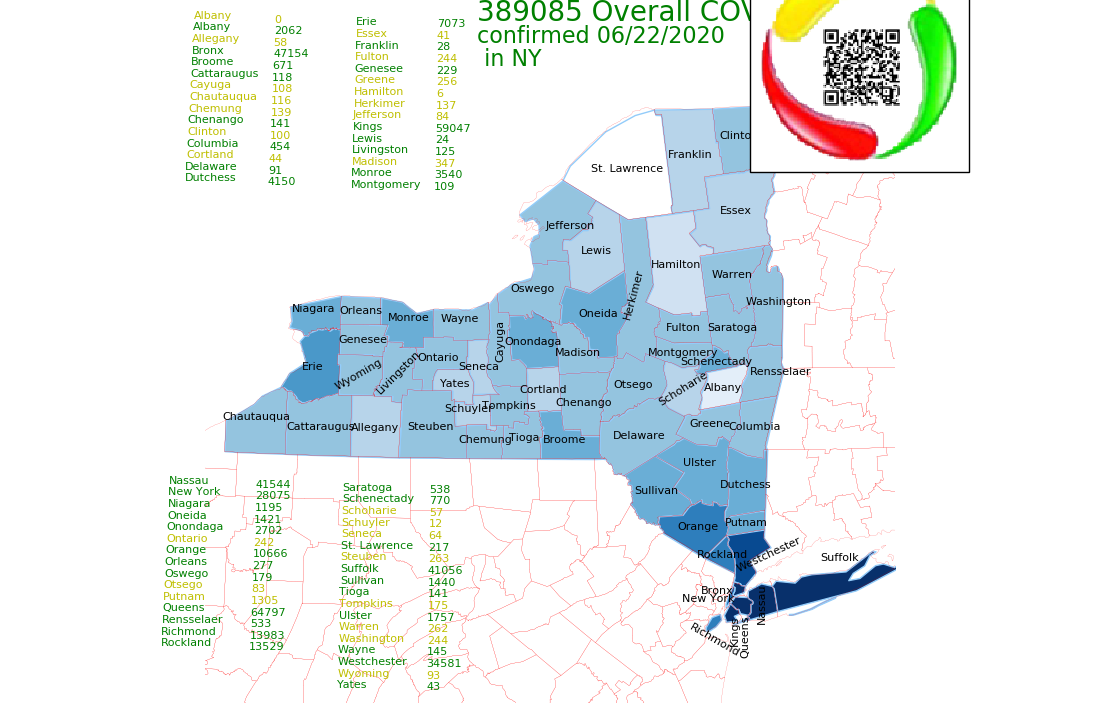 389085 Overall COV
confirmed 06/22/2020
in NY
Albany 0
Albany 2062
Allegany 58
Bronx 47154
Broome 671
Cattaraugus 118
Cayuga 108
Chautauqua 116
Chemung 139
Chenango 141
Clinton 100
Columbia 454
Cortland 44
Delaware 91
Dutchess 4150
Erie 7073
Essex 41
Franklin 28
Fulton 244
Genesee 229
Greene 256
Hamilton 6
Herkimer 137
Jefferson 84
Kings 59047
Lewis 24
Livingston 125
Madison 347
Monroe 3540
Montgomery 109
Clinto
Franklin
St. Lawrence
Essex
Jefferson
Lewis
Hamilton
Warren
Oswego
Herkimer
Washington
Niagara
Orleans
Monroe
Wayne
Oneida
Fulton
Saratoga
Genesee
Cayuga
Onondaga
Madison
Montgomery
Schenectady
Ontario
Seneca
Erie
Wyoming
Livingston
Rensselaer
Yates
Cortland
Otsego
Schoharie
Albany
Schuyler
Tompkins
Chenango
Chautauqua
Cattaraugus
Allegany
Steuben
Chemung
Tioga
Broome
Delaware
Greene
Columbia
Ulster
Sullivan
Dutchess
Orange
Putnam
Rockland
Westchester
Suffolk
Bronx
New York
Nassau
Richmond
Kings
Queens
Nassau 41544
New York 28075
Niagara 1195
Oneida 1421
Onondaga 2702
Ontario 242
Orange 10666
Orleans 277
Oswego 179
Otsego 83
Putnam 1305
Queens 64797
Rensselaer 533
Richmond 13983
Rockland 13529
Saratoga 538
Schenectady 770
Schoharie 57
Schuyler 12
Seneca 64
St. Lawrence 217
Steuben 263
Suffolk 41056
Sullivan 1440
Tioga 141
Tompkins 175
Ulster 1757
Warren 262
Washington 244
Wayne 145
Westchester 34581
Wyoming 93
Yates 43